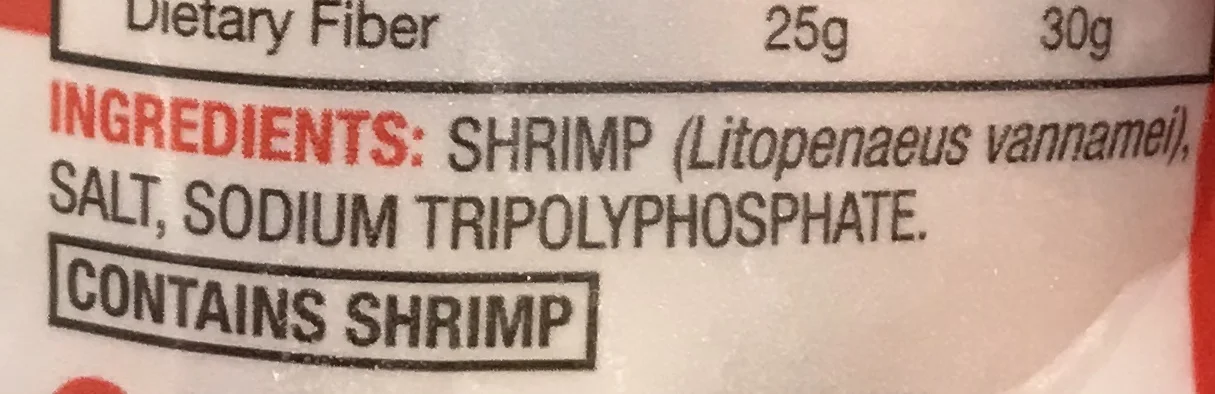 Dietary Fiber 25g 30g
INGREDIENTS: SHRIMP (Litopenaeus vannamei),
SALT, SODIUM TRIPOLYPHOSPHATE.
CONTAINS SHRIMP